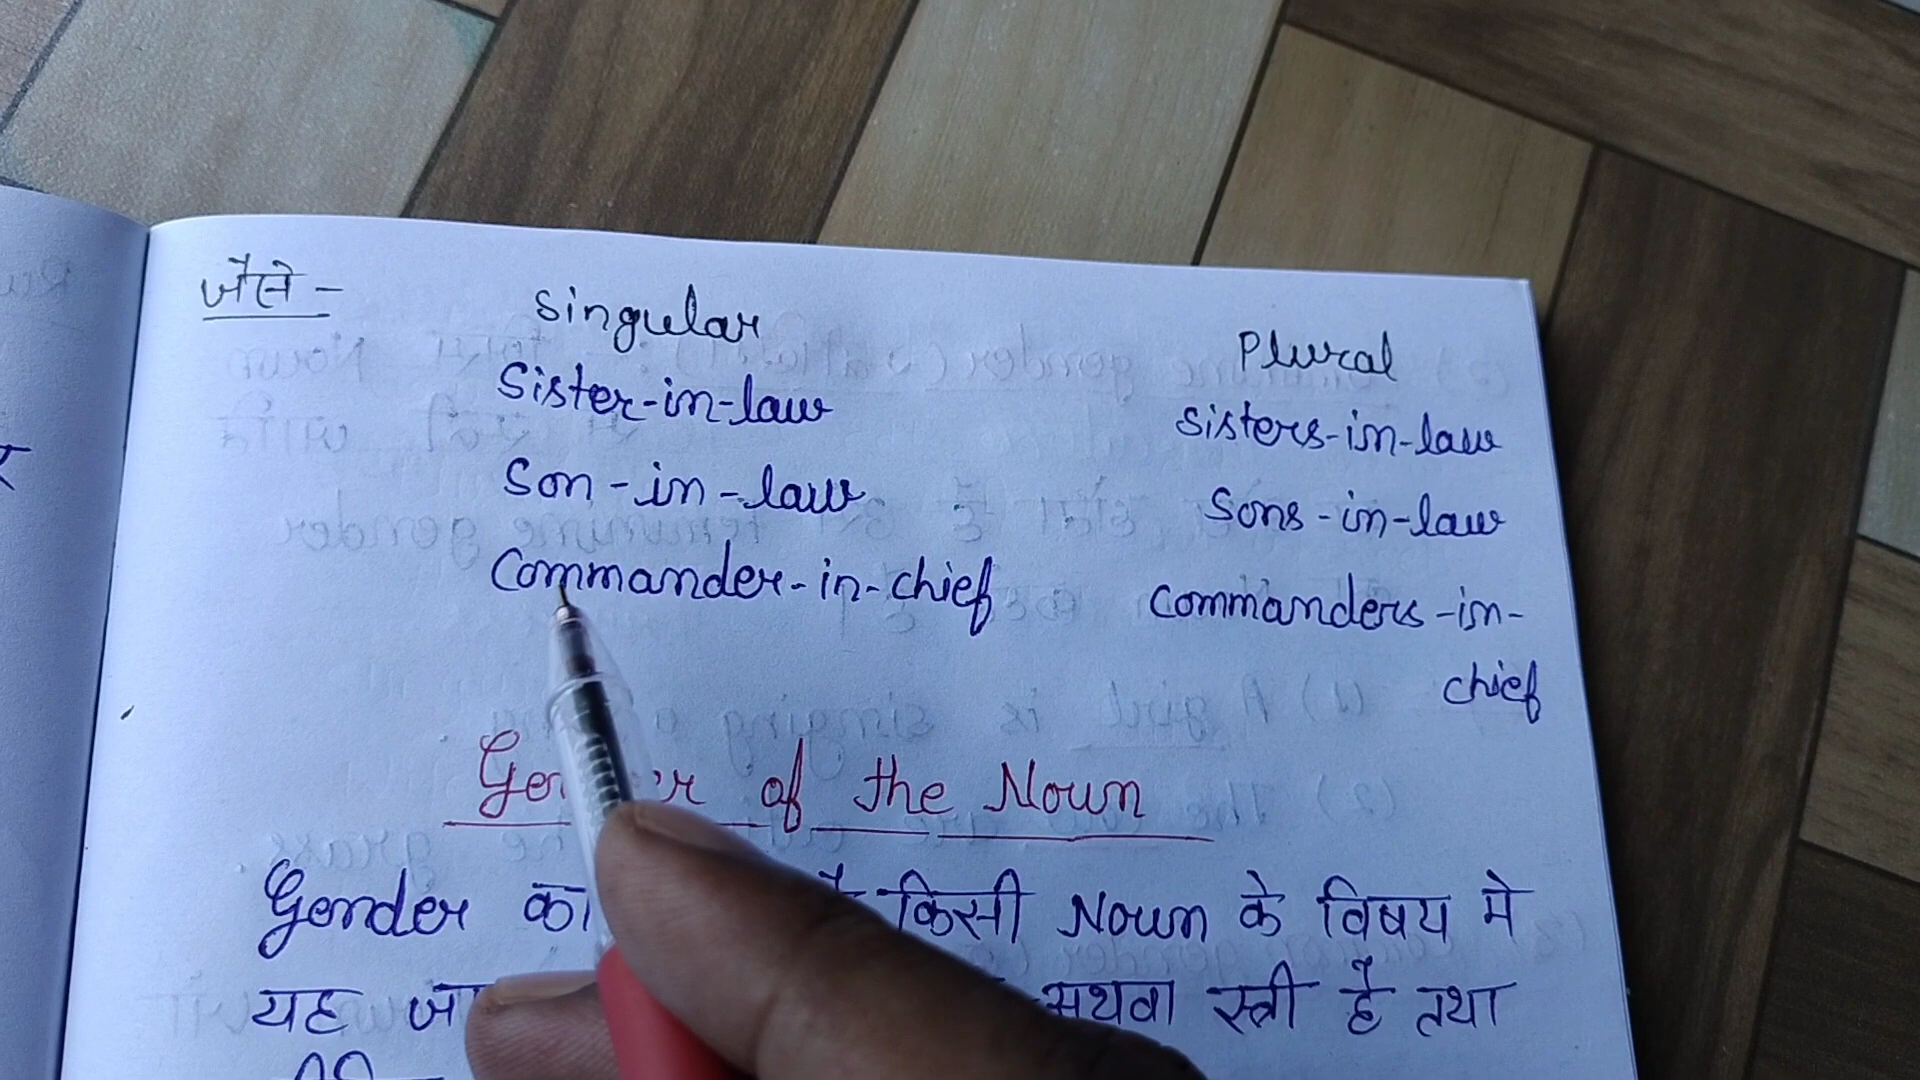 जैसे -
Singular Plural
Sister-in-law Sisters-in-law
Son-in-law Sons-in-law
Commander-in-chief Commanders-in-
chief
of the Noun
Gender का किसी Noun के विषय मे
यह अथवा स्त्री है तथा